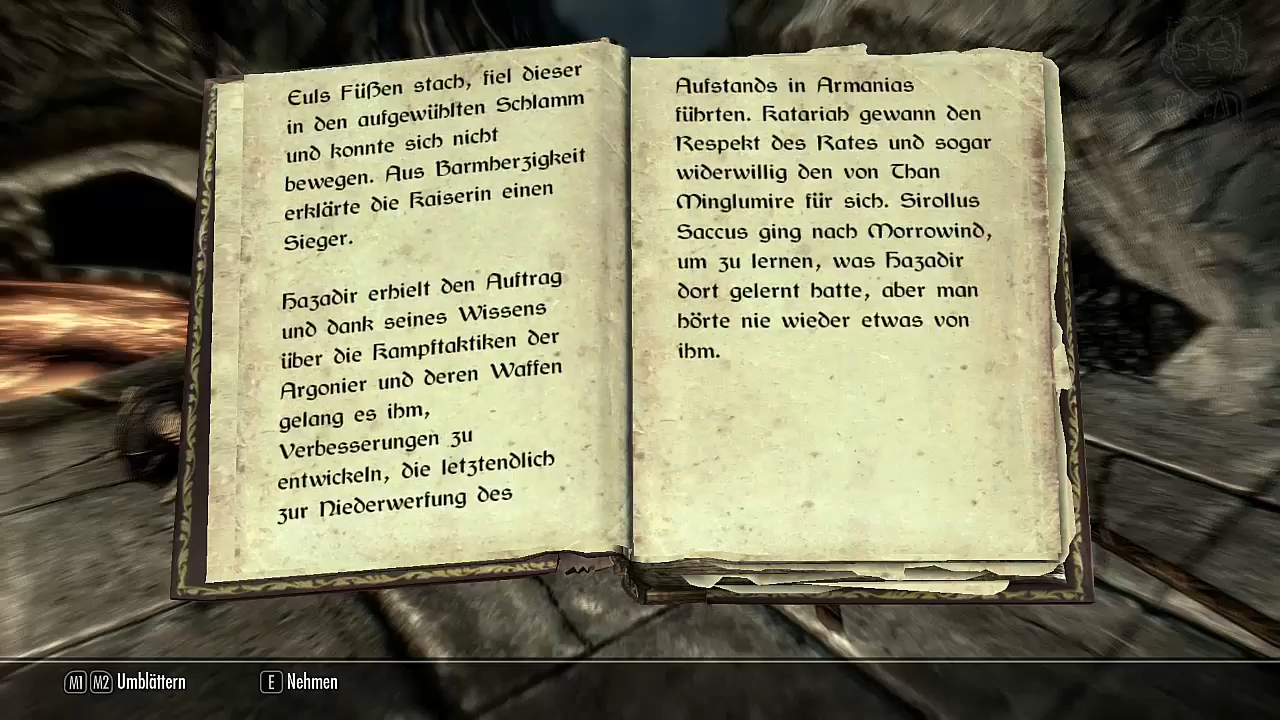 Euls Füßen stach, fiel dieser
in den aufgewühlten Schlamm
und konnte sich nicht
bewegen. Aus Barmherzigkeit
erklärte die Kaiserin einen
Sieger.
Hazadir erhielt den Auftrag
und dank seines Wissens
über die Kampftaktiken der
Argonier und deren Waffen
gelang es ihm,
Verbesserungen zu
entwickeln, die letztendlich
zur Niederwerfung des
Aufstands in Armanias
führten. Katariah gewann den
Respekt des Rates und sogar
widerwillig den von Than
Minglumire für sich. Sirollus
Saccus ging nach Morrowind,
um zu lernen, was Hazadir
dort gelernt hatte, aber man
hörte nie wieder etwas von
ihm.
M1 M2 Umblättern
E Nehmen